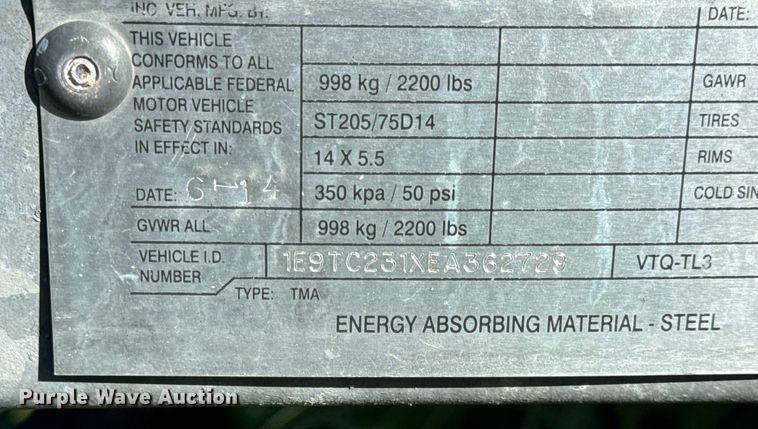 INC. VEH. MFG. BY: DATE:
THIS VEHICLE
CONFORMS TO ALL
APPLICABLE FEDERAL 998 kg / 2200 lbs GAWR
MOTOR VEHICLE
SAFETY STANDARDS ST205/75D14 TIRES
IN EFFECT IN: 14 X 5.5 RIMS
DATE: 6-14 350 kpa / 50 psi COLD SIN
GVWR ALL 998 kg / 2200 lbs
VEHICLE I.D. 1E9TC231XEA362729 VTQ-TL3
NUMBER
TYPE: TMA
ENERGY ABSORBING MATERIAL - STEEL
Purple Wave Auction